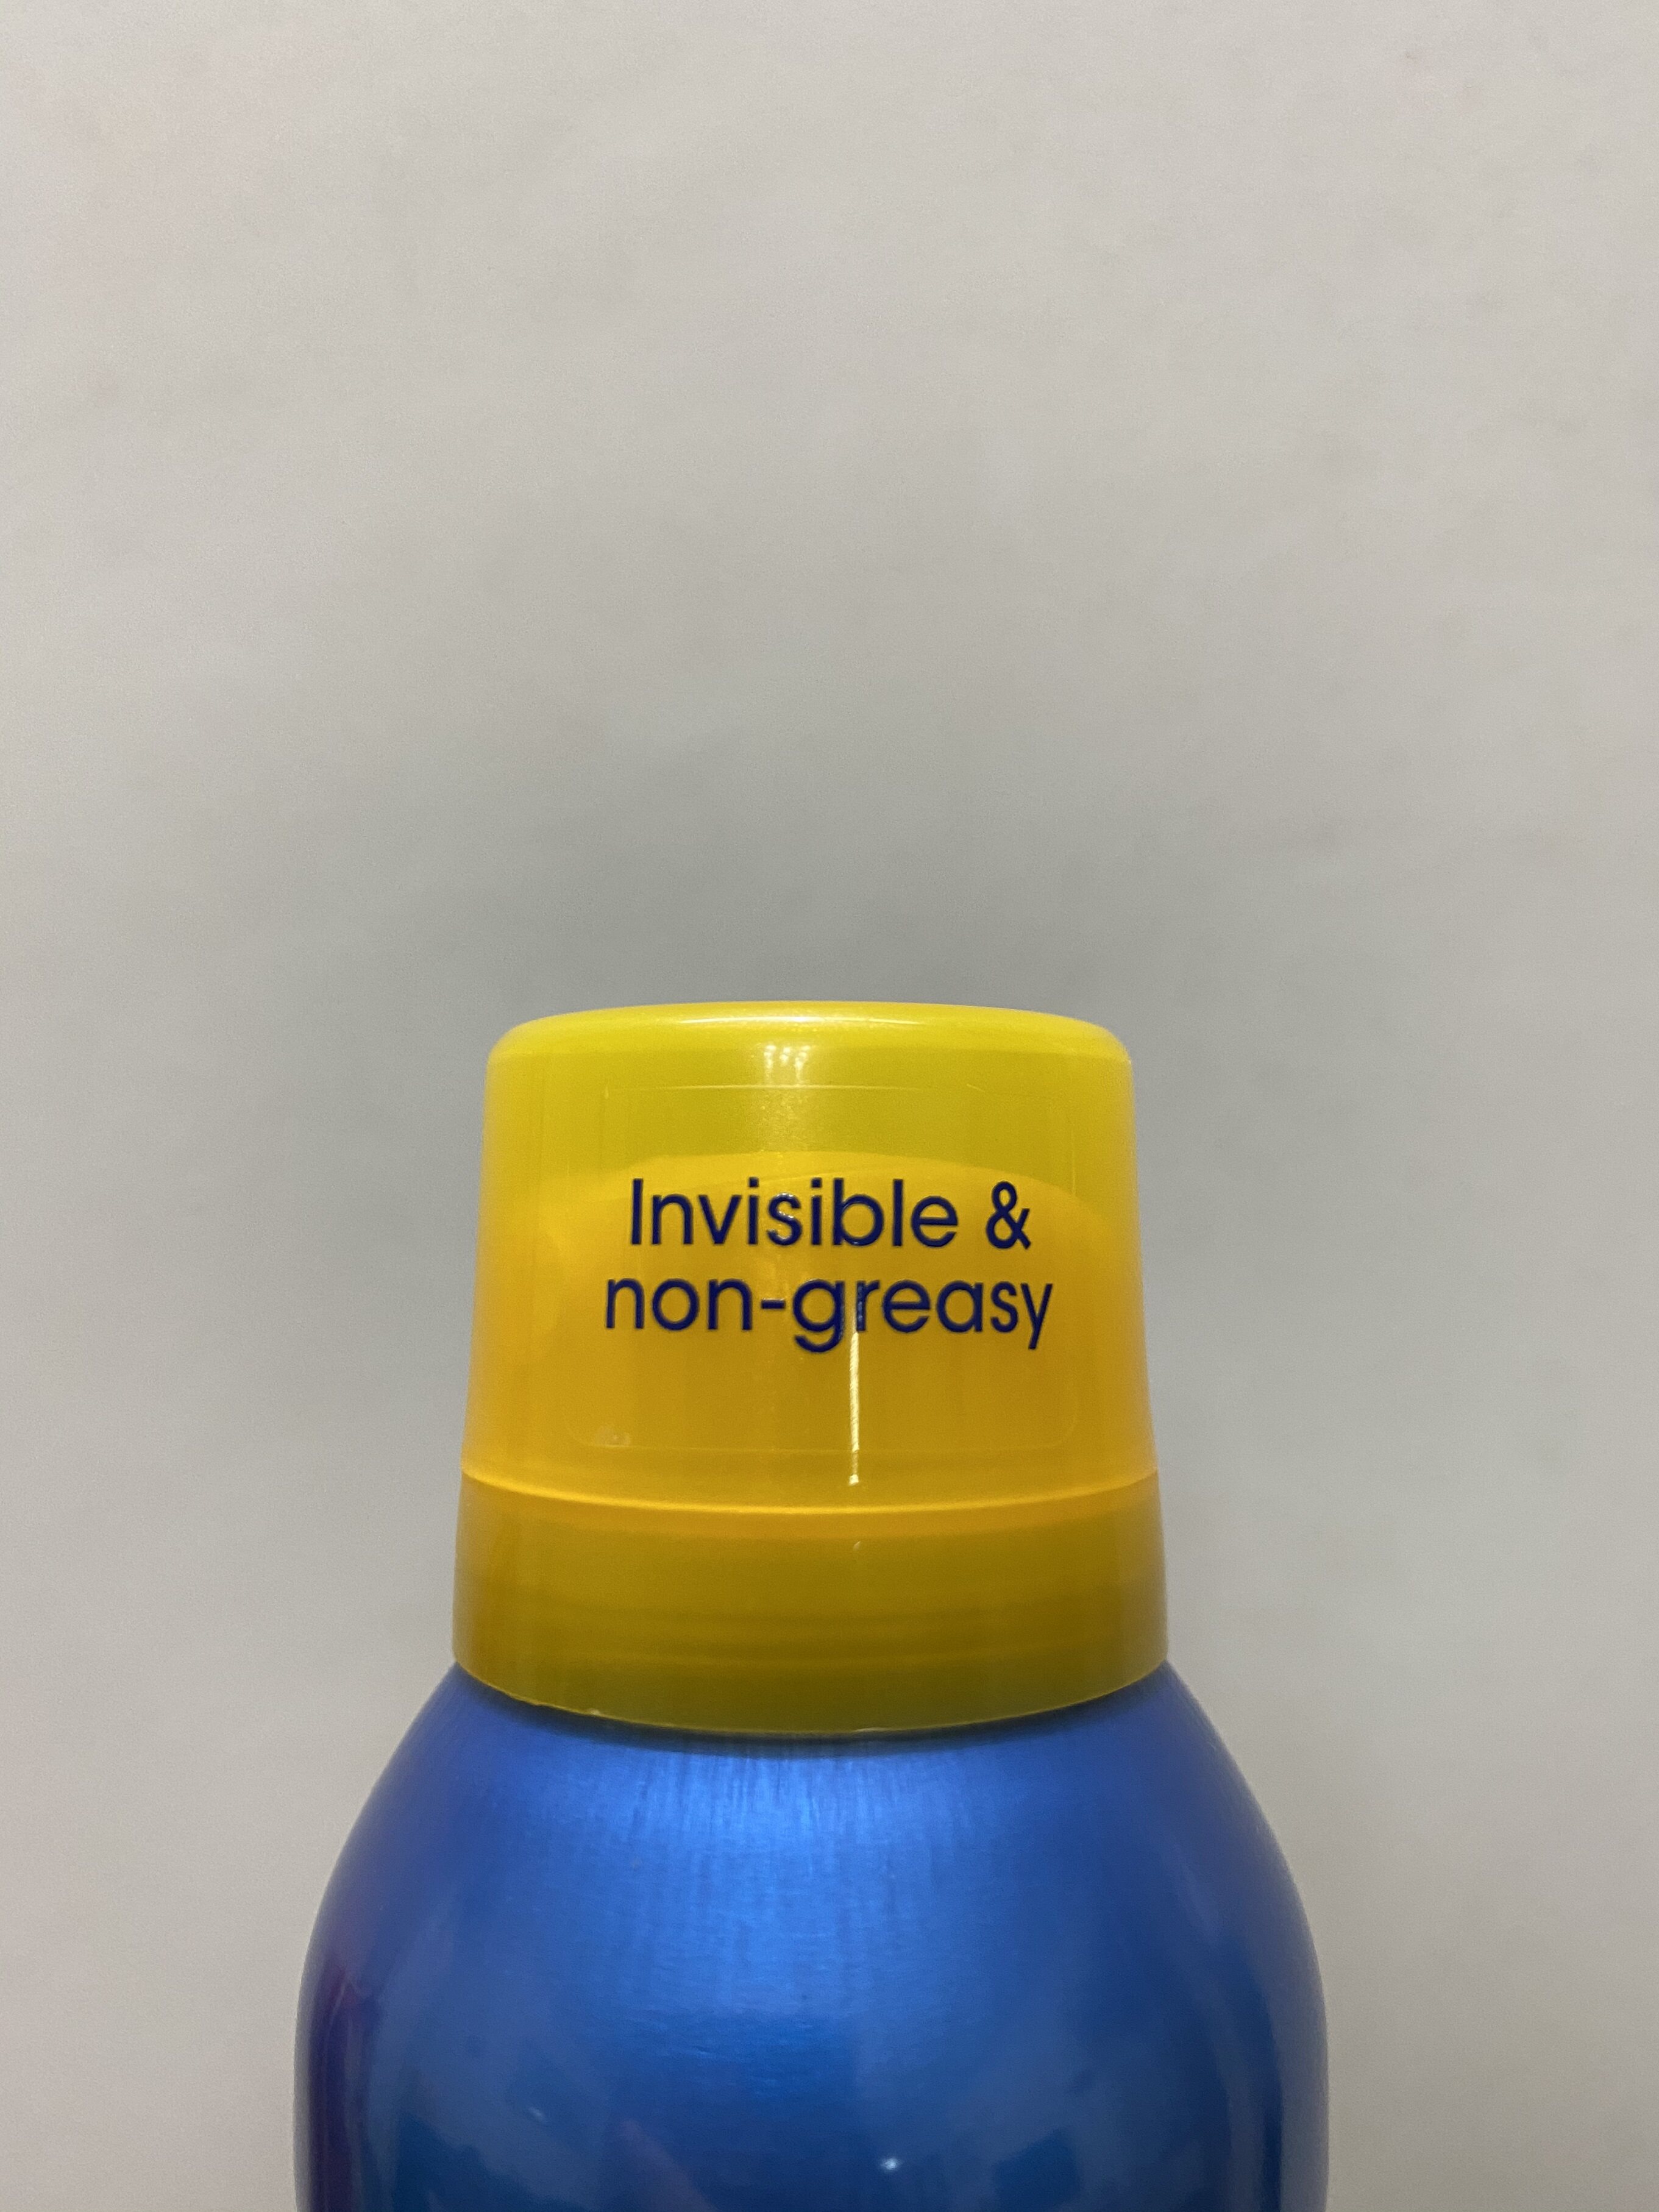 Invisible &
non-greasy